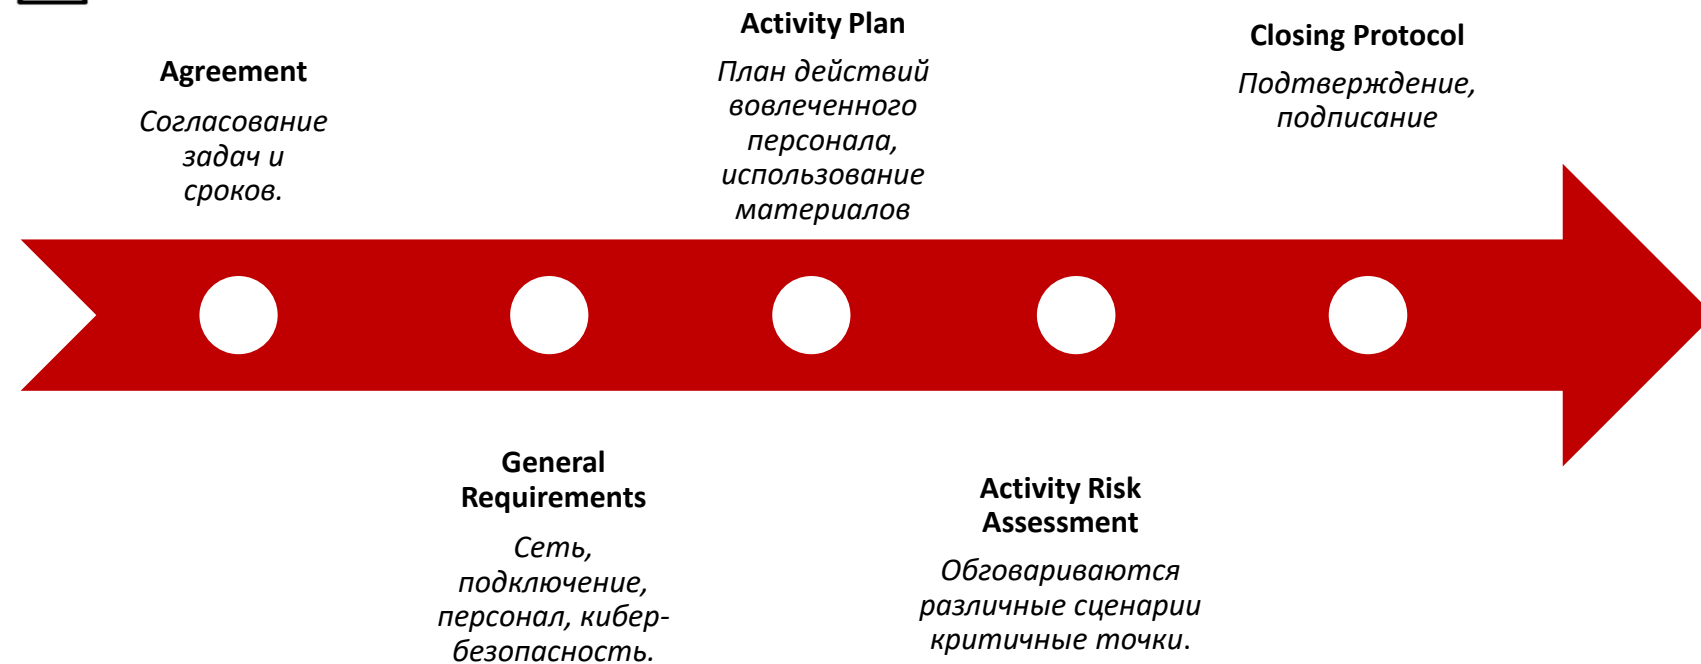 Agreement
Согласование
задач и
сроков.
General
Requirements
Сеть,
подключение,
персонал, кибер-
безопасность.
Activity Plan
План действий
вовлеченного
персонала,
использование
материалов
Activity Risk
Assessment
Обговариваются
различные сценарии
критичные точки.
Closing Protocol
Подтверждение,
подписание